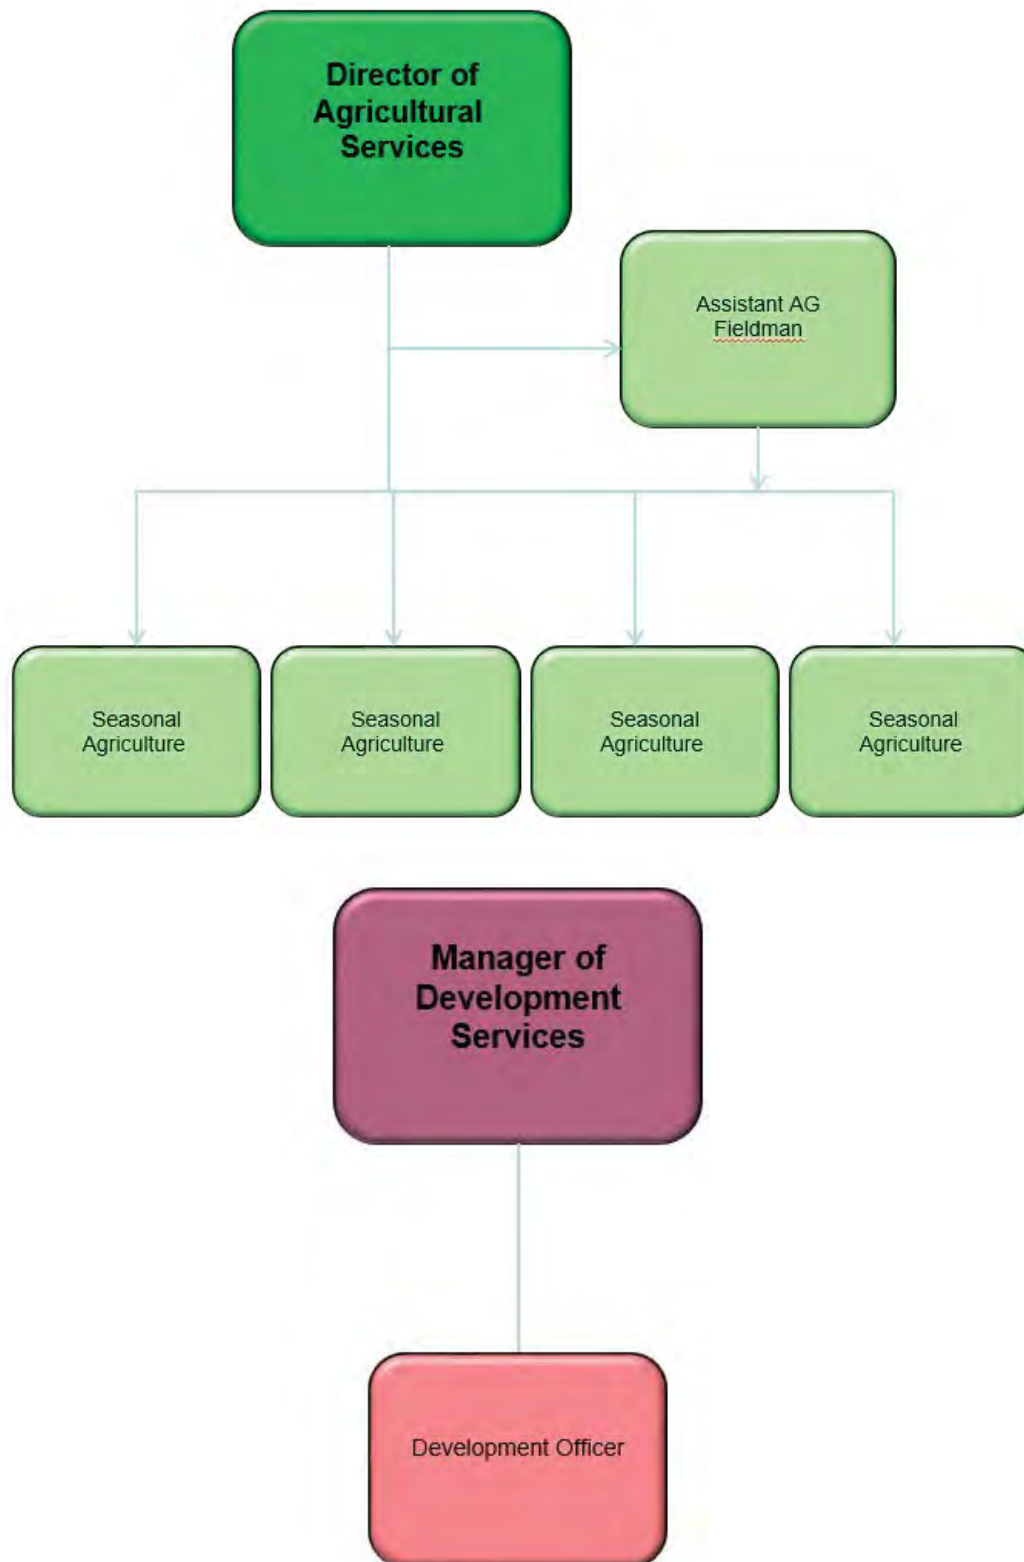 Director of
Agricultural
Services
Assistant AG
Fieldman
Seasonal
Agriculture
Seasonal
Agriculture
Seasonal
Agriculture
Seasonal
Agriculture
Manager of
Development
Services
Development Officer